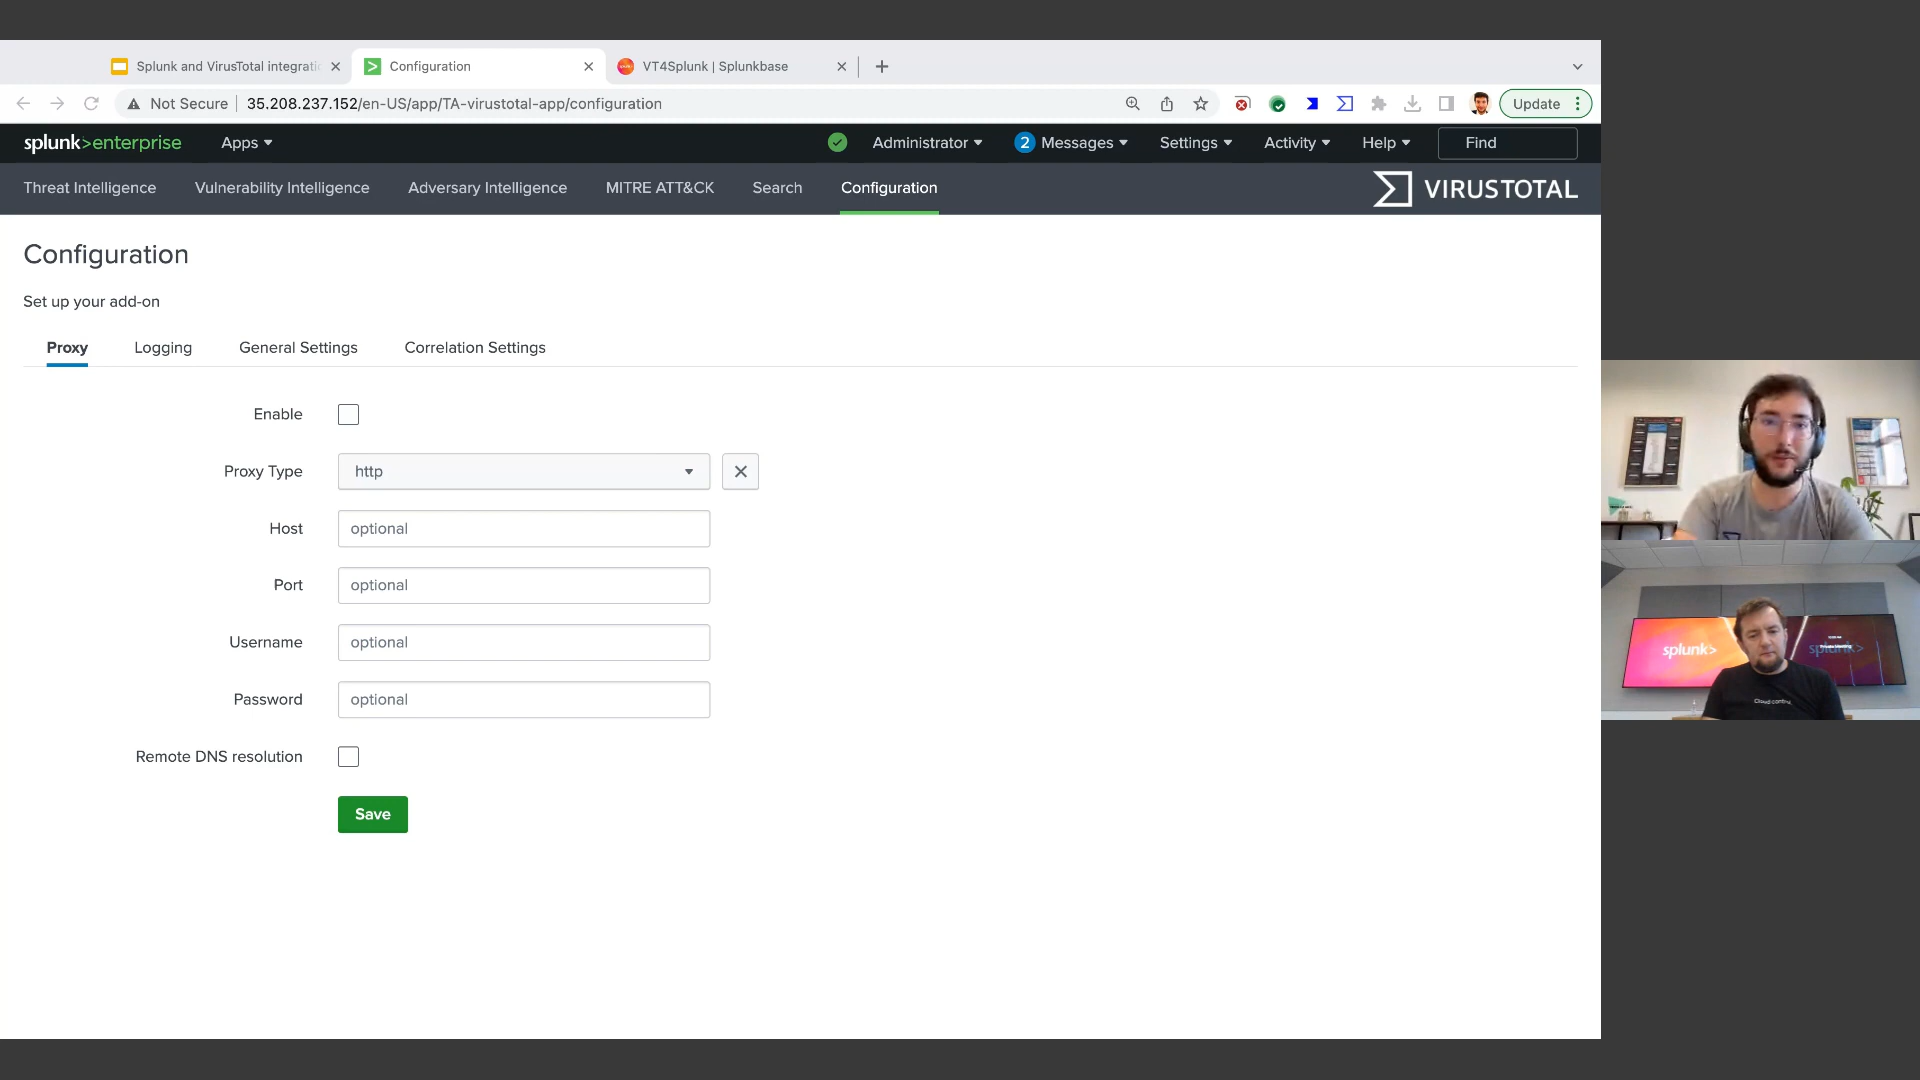 Splunk and VirusTotal integratic
Configuration
VT4Splunk | Splunkbase
Not Secure
35.208.237.152/en-US/app/TA-virustotal-app/configuration
Update
splunk>enterprise
Apps
Administrator
2 Messages
Settings
Activity
Help
Find
Threat Intelligence
Vulnerability Intelligence
Adversary Intelligence
MITRE ATT&CK
Search
Configuration
VIRUSTOTAL
Configuration
Set up your add-on
Proxy
Logging
General Settings
Correlation Settings
Enable
Proxy Type
http
Host
optional
Port
optional
Username
optional
Password
optional
Remote DNS resolution
Save
splunk>
splunk>